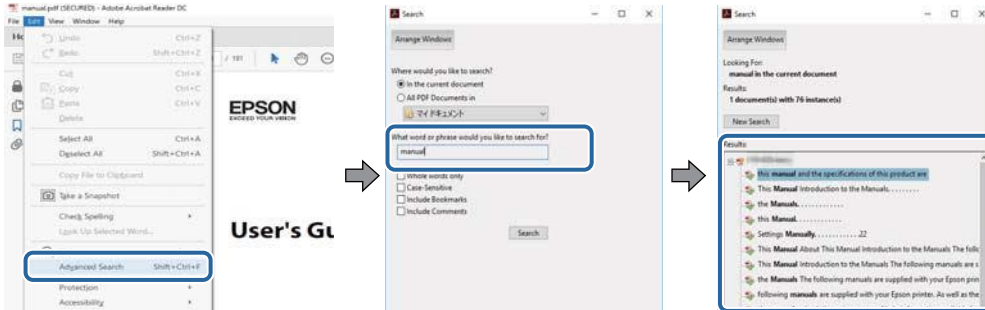 manual.pdf (SECURED) - Adobe Acrobat Reader DC
File Edit View Window Help
Undo Ctrl+Z
Redo Shift+Ctrl+Z
Cut Ctrl+X
Copy Ctrl+C
Paste Ctrl+V
Delete
Select All Ctrl+A
Deselect All Shift+Ctrl+A
Copy File to Clipboard
Take a Snapshot
Check Spelling
Look Up Selected Word...
Advanced Search Shift+Ctrl+F
Protection
Accessibility
/ 181
EPSON
EXCEED YOUR VISION
User's Gu
Search
Arrange Windows
Where would you like to search?
In the current document
All PDF Documents in
マイ ドキュメント
What word or phrase would you like to search for?
manual
Whole words only
Case-Sensitive
Include Bookmarks
Include Comments
Search
Search
Arrange Windows
Looking For:
manual in the current document
Results:
1 document(s) with 76 instance(s)
New Search
Results:
this manual and the specifications of this product are
This Manual Introduction to the Manuals. . . . . . . . .
the Manuals. . . . . . . . . . . . .
this Manual. . . . . . . . . . . . .
Settings Manually. . . . . . . . . . . . 22
This Manual About This Manual Introduction to the Manuals The follo
This Manual Introduction to the Manuals The following manuals are s
the Manuals The following manuals are supplied with your Epson prin
following manuals are supplied with your Epson printer. As well as the